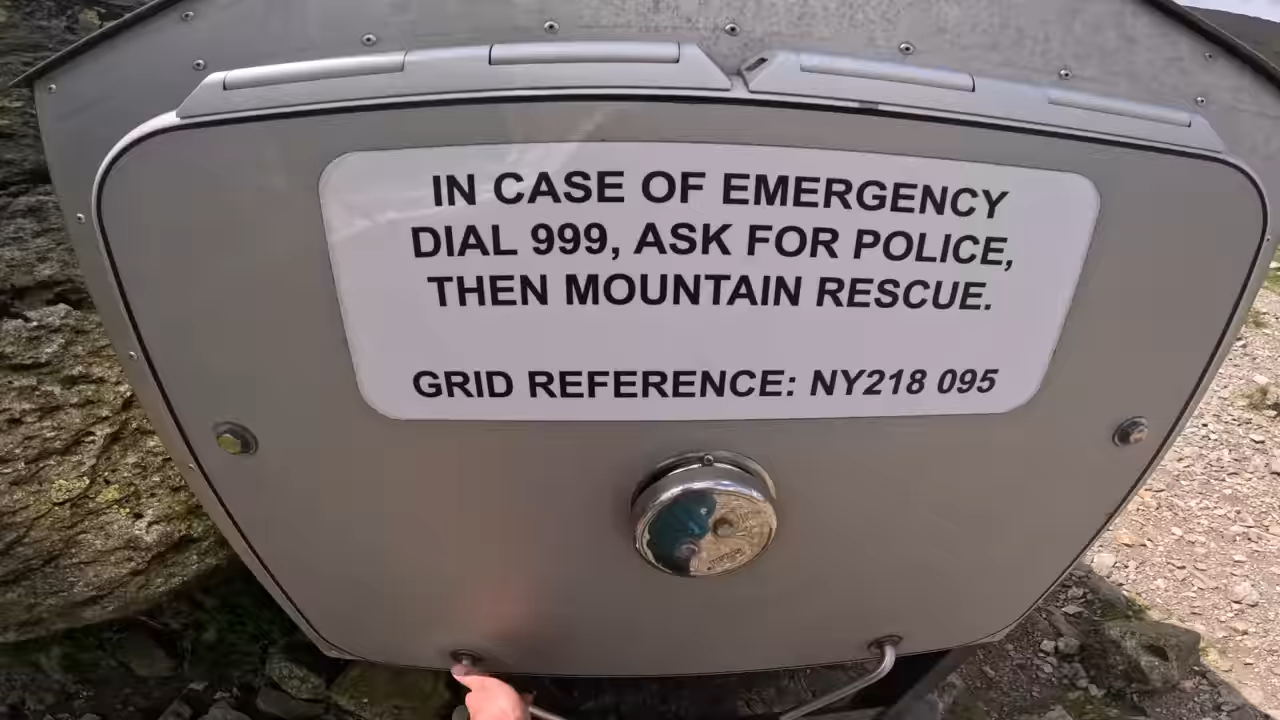 IN CASE OF EMERGENCY
DIAL 999, ASK FOR POLICE,
THEN MOUNTAIN RESCUE.
GRID REFERENCE: NY218 095